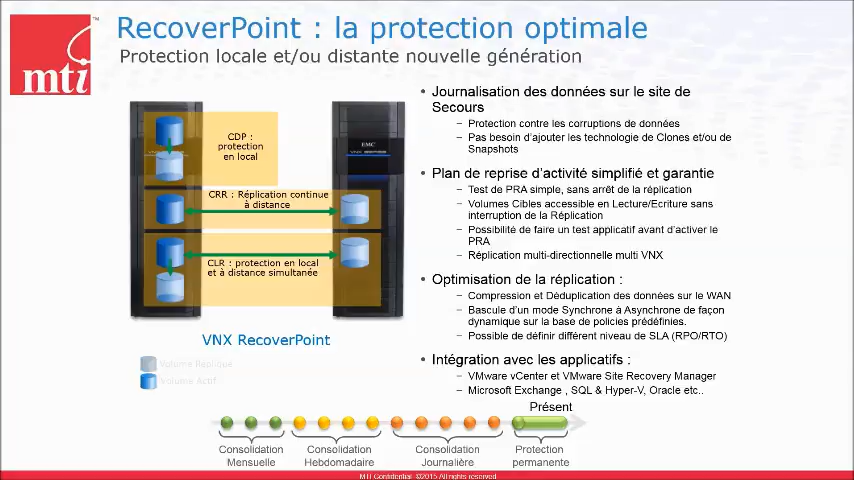 RecoverPoint : la protection optimale
Protection locale et/ou distante nouvelle génération
mti
™
CDP :
protection
en local
CRR : Réplication continue
à distance
CLR : protection en local
et à distance simultanée
EMC
VNX RecoverPoint
Volume Répliqué
Volume Actif
• Journalisation des données sur le site de
Secours
– Protection contre les corruptions de données
– Pas besoin d'ajouter les technologie de Clones et/ou de
Snapshots
• Plan de reprise d'activité simplifié et garantie
– Test de PRA simple, sans arrêt de la réplication
– Volumes Cibles accessible en Lecture/Ecriture sans
interruption de la Réplication
– Possibilité de faire un test applicatif avant d'activer le
PRA
– Réplication multi-directionnelle multi VNX
• Optimisation de la réplication :
– Compression et Déduplication des données sur le WAN
– Bascule d'un mode Synchrone à Asynchrone de façon
dynamique sur la base de policies prédéfinies.
– Possible de définir différent niveau de SLA (RPO/RTO)
• Intégration avec les applicatifs :
– VMware vCenter et VMware Site Recovery Manager
– Microsoft Exchange , SQL & Hyper-V, Oracle etc..
Présent
Consolidation
Mensuelle
Consolidation
Hebdomadaire
Consolidation
Journalière
Protection
permanente
MTI Confidential ©2015 All rights reserved